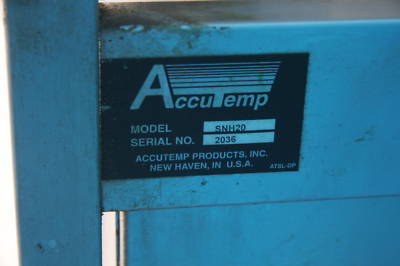 AccuTemp
MODEL SNH20
SERIAL NO. 2036
ACCUTEMP PRODUCTS, INC.
NEW HAVEN, IN U.S.A. ATSL-DP